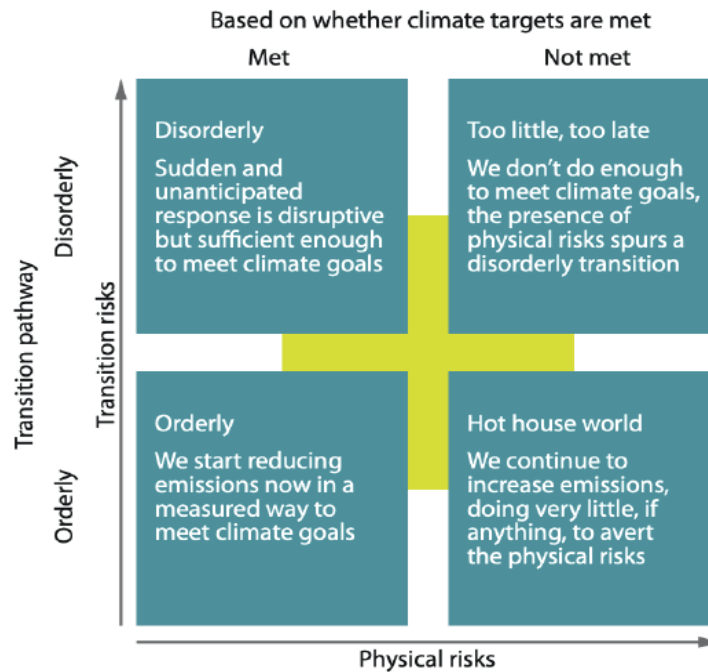 Based on whether climate targets are met
Met
Not met
Transition pathway
Disorderly
Orderly
Transition risks
Disorderly
Sudden and
unanticipated
response is disruptive
but sufficient enough
to meet climate goals
Too little, too late
We don't do enough
to meet climate goals,
the presence of
physical risks spurs a
disorderly transition
Orderly
We start reducing
emissions now in a
measured way to
meet climate goals
Hot house world
We continue to
increase emissions,
doing very little, if
anything, to avert
the physical risks
Physical risks